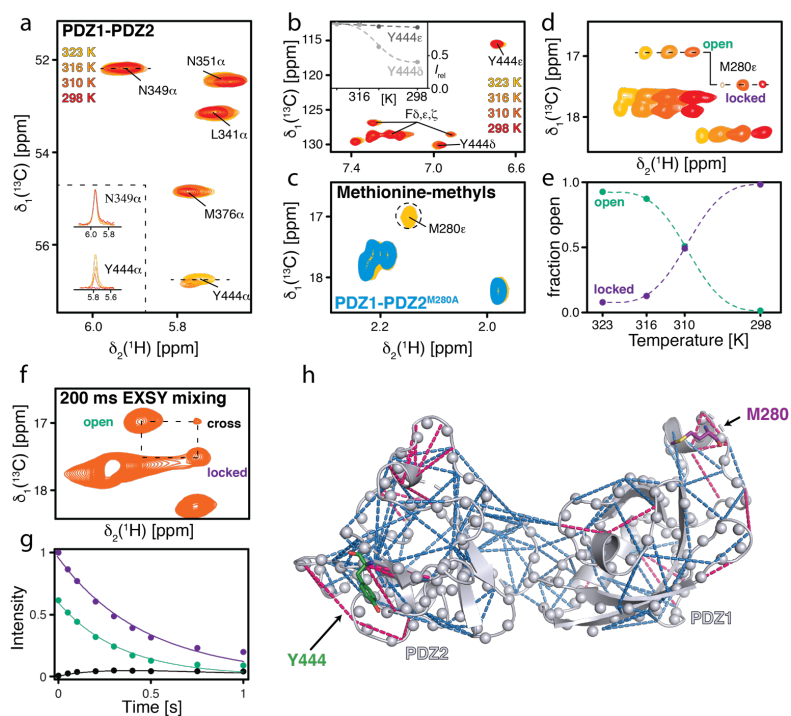 a
PDZ1-PDZ2
323 K
316 K
310 K
298 K
N349α
N351α
L341α
M376α
Y444α
N349α
6.0 5.8
Y444α
5.8 5.6
52
54
56
δ1(13C) [ppm]
6.0 5.8
δ2(1H) [ppm]
b
115
120
125
130
δ1(13C) [ppm]
Y444ε
Y444δ
0.5
0.0
Irel
316 298
[K]
Y444ε
323 K
316 K
310 K
298 K
Fδ,ε,ζ
Y444δ
7.4 7.0 6.6
c
Methionine-methyls
M280ε
PDZ1-PDZ2M280A
17
18
δ1(13C) [ppm]
2.2 2.0
δ2(1H) [ppm]
d
open
M280ε
locked
17
18
δ1(13C) [ppm]
δ2(1H) [ppm]
e
1.0
0.5
0.0
fraction open
open
locked
323 316 310 298
Temperature [K]
f
200 ms EXSY mixing
open
cross
locked
17
18
δ1(13C) [ppm]
δ2(1H) [ppm]
g
1
0.5
0
Intensity
0 0.5 1
Time [s]
h
M280
Y444
PDZ2
PDZ1